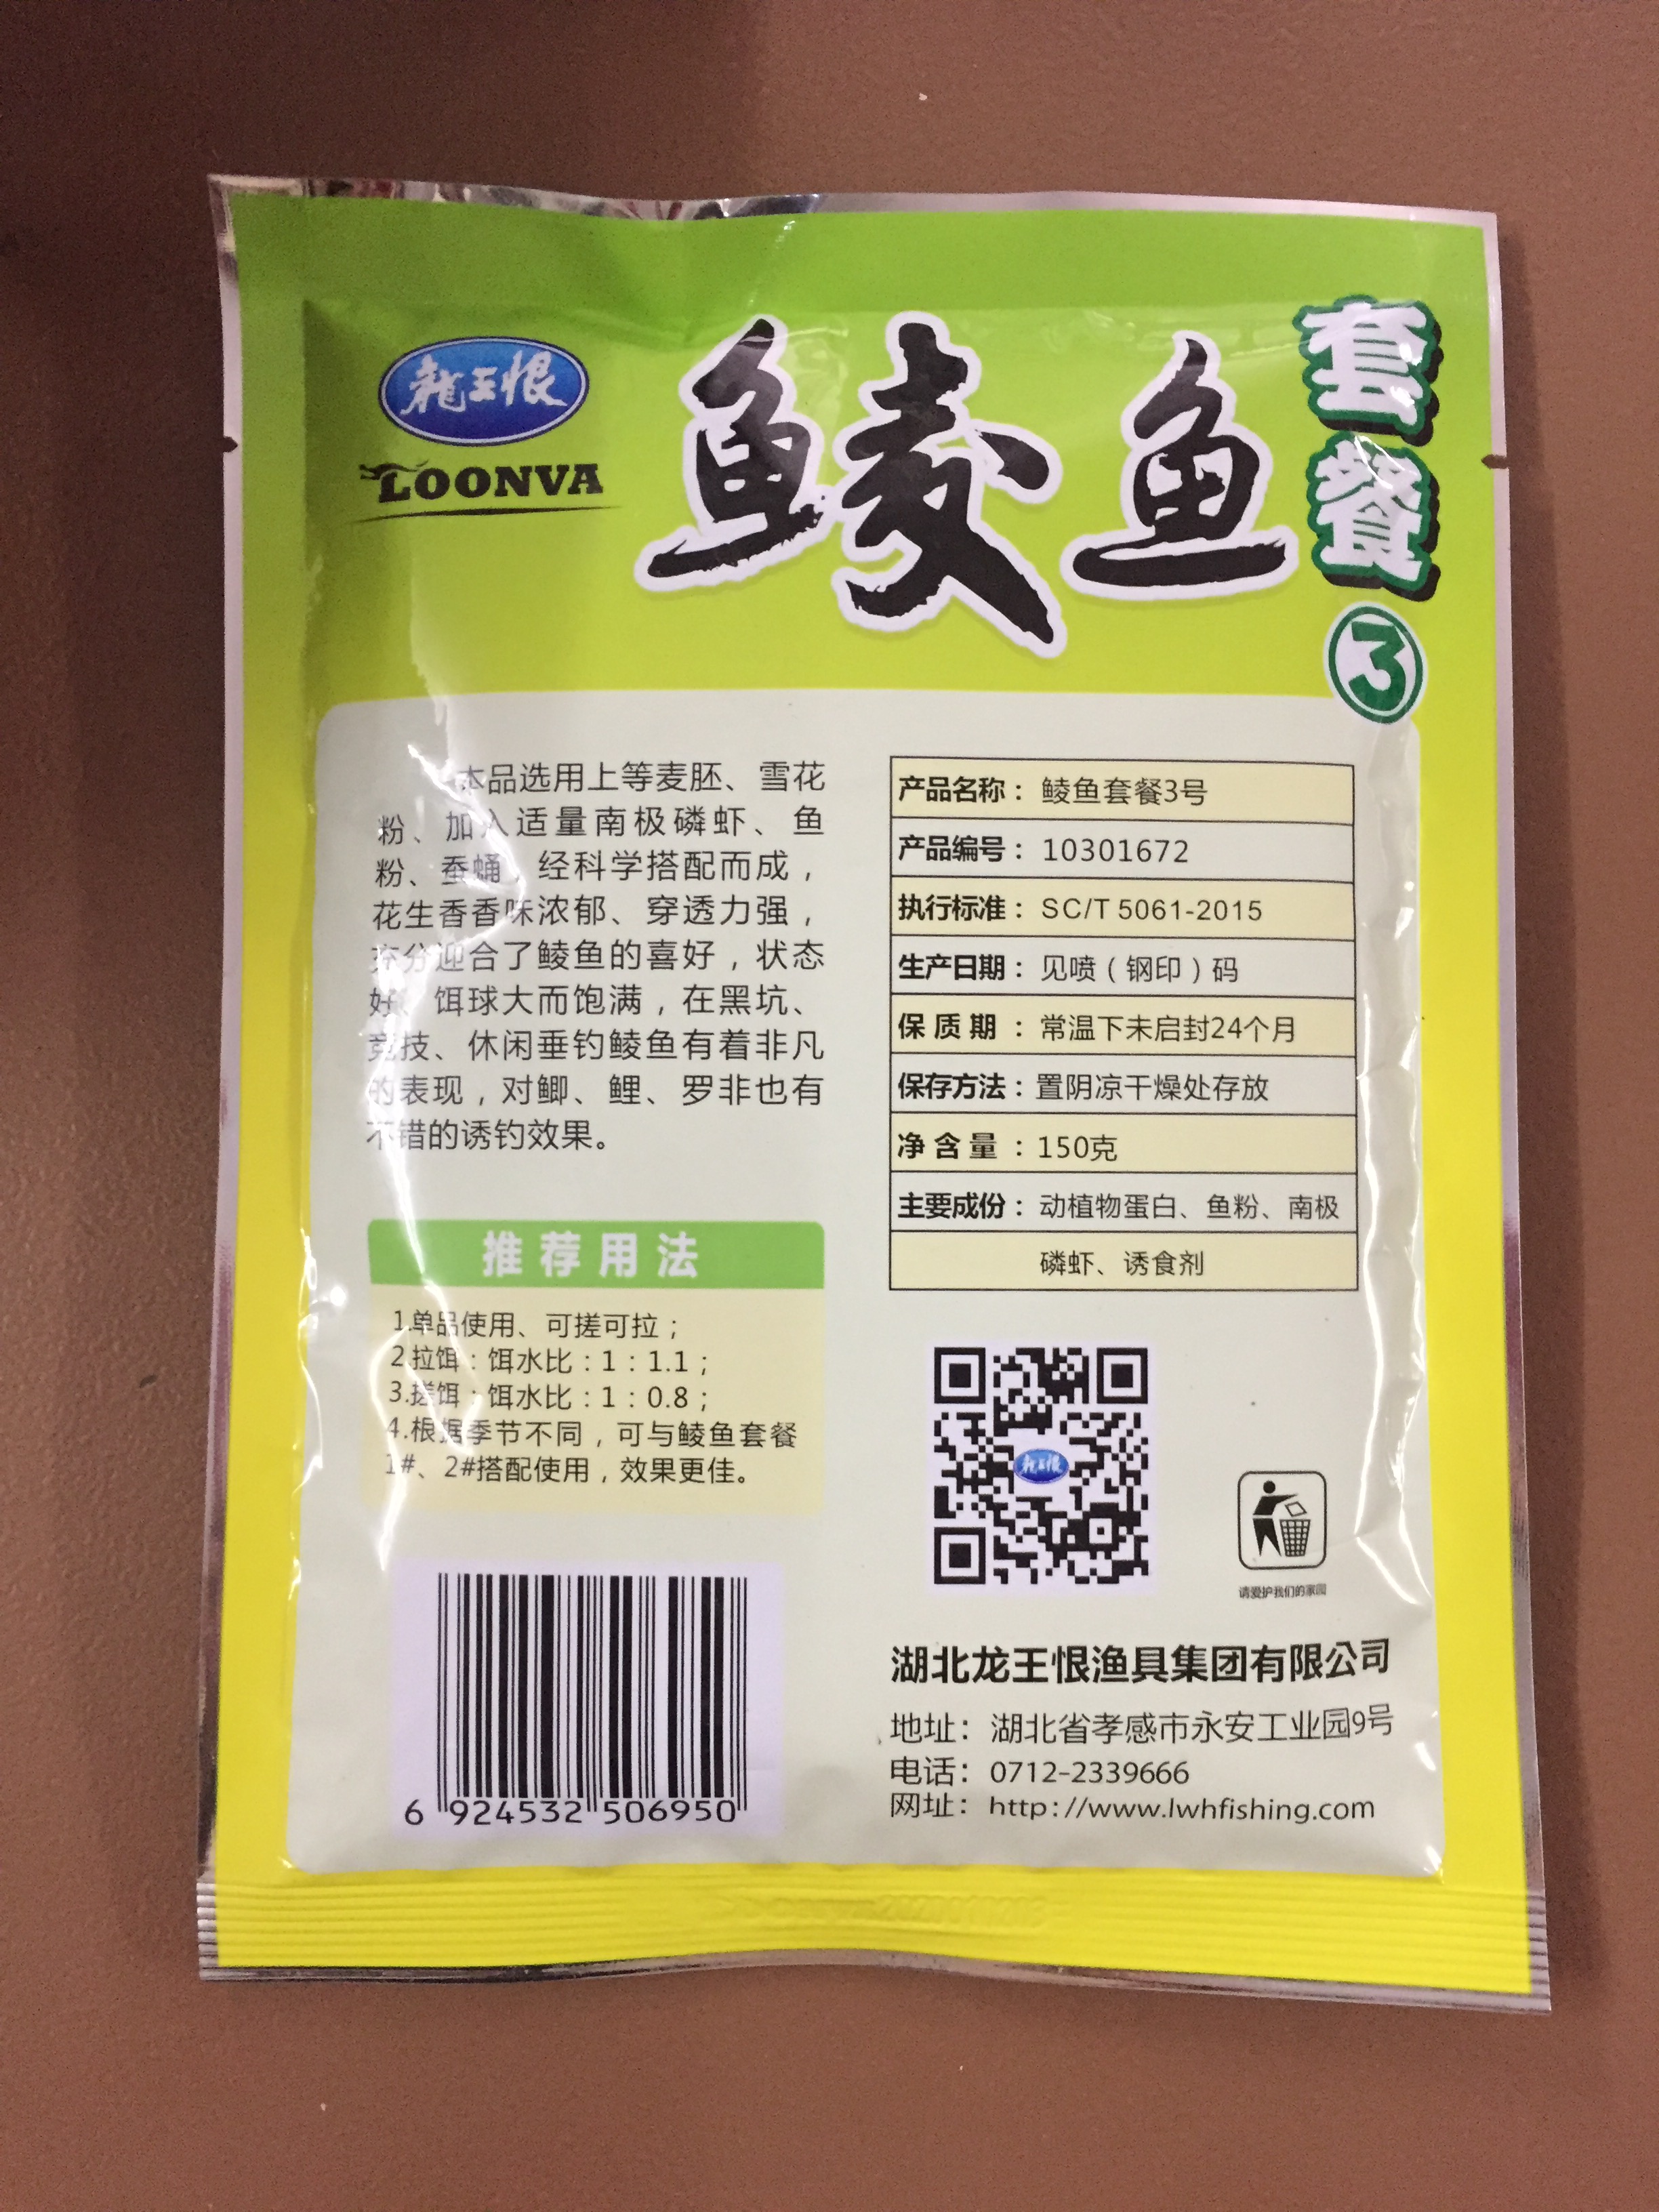 龍王恨
LOONVA
鲮鱼
套餐
3
本品选用上等麦胚、雪花
粉、加入适量南极磷虾、鱼
粉、蚕蛹，经科学搭配而成，
花生香香味浓郁、穿透力强，
充分迎合了鲮鱼的喜好，状态
好、饵球大而饱满，在黑坑、
竞技、休闲垂钓鲮鱼有着非凡
的表现，对鲫、鲤、罗非也有
不错的诱钓效果。
推荐用法
1.单品使用、可搓可拉；
2.拉饵：饵水比：1：1.1；
3.搓饵：饵水比：1：0.8；
4.根据季节不同，可与鲮鱼套餐
1#、2#搭配使用，效果更佳。
6 924532 506950
产品名称：鲮鱼套餐3号
产品编号：10301672
执行标准：SC/T 5061-2015
生产日期：见喷（钢印）码
保质期：常温下未启封24个月
保存方法：置阴凉干燥处存放
净含量：150克
主要成份：动植物蛋白、鱼粉、南极
磷虾、诱食剂
龍王恨
请爱护我们的家园
湖北龙王恨渔具集团有限公司
地址：湖北省孝感市永安工业园9号
电话：0712-2339666
网址：http://www.lwhfishing.com